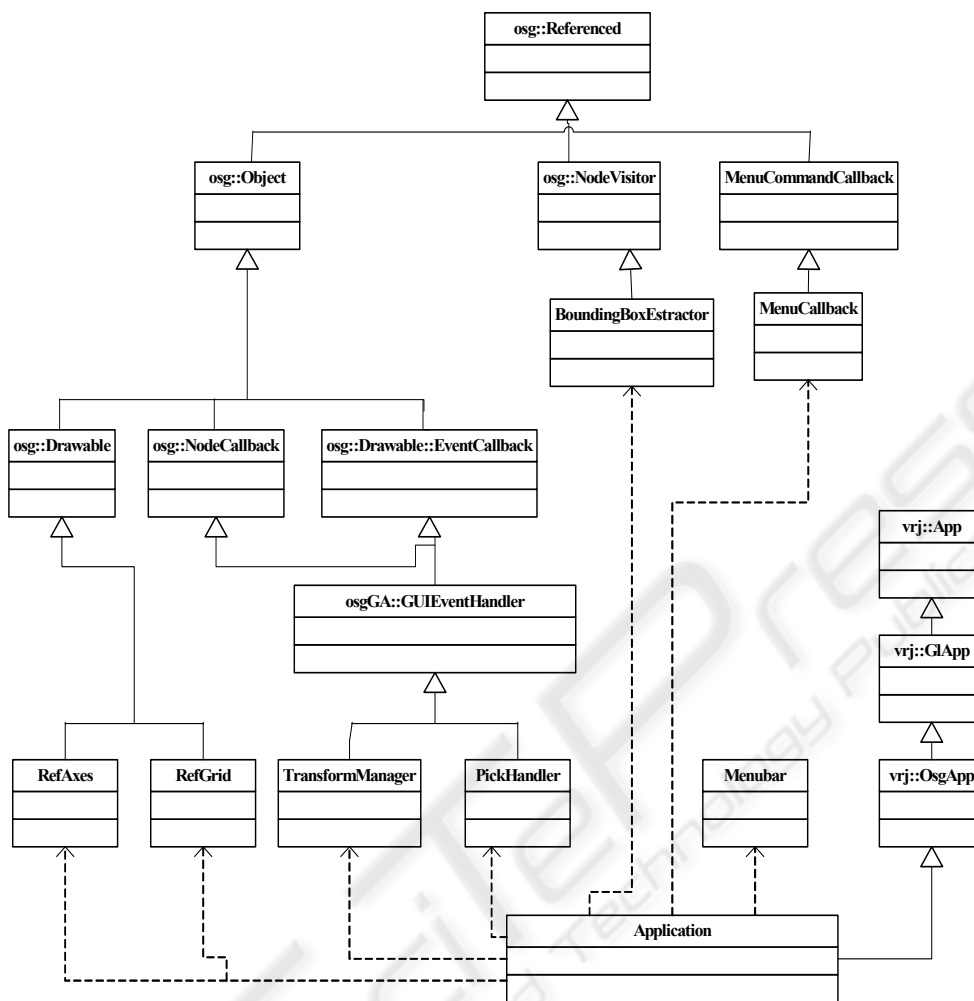 osg::Referenced
osg::Object
osg::NodeVisitor
MenuCommandCallback
BoundingBoxEstractor
MenuCallback
osg::Drawable
osg::NodeCallback
osg::Drawable::EventCallback
vrj::App
osgGA::GUIEventHandler
vrj::GlApp
RefAxes
RefGrid
TransformManager
PickHandler
Menubar
vrj::OsgApp
Application